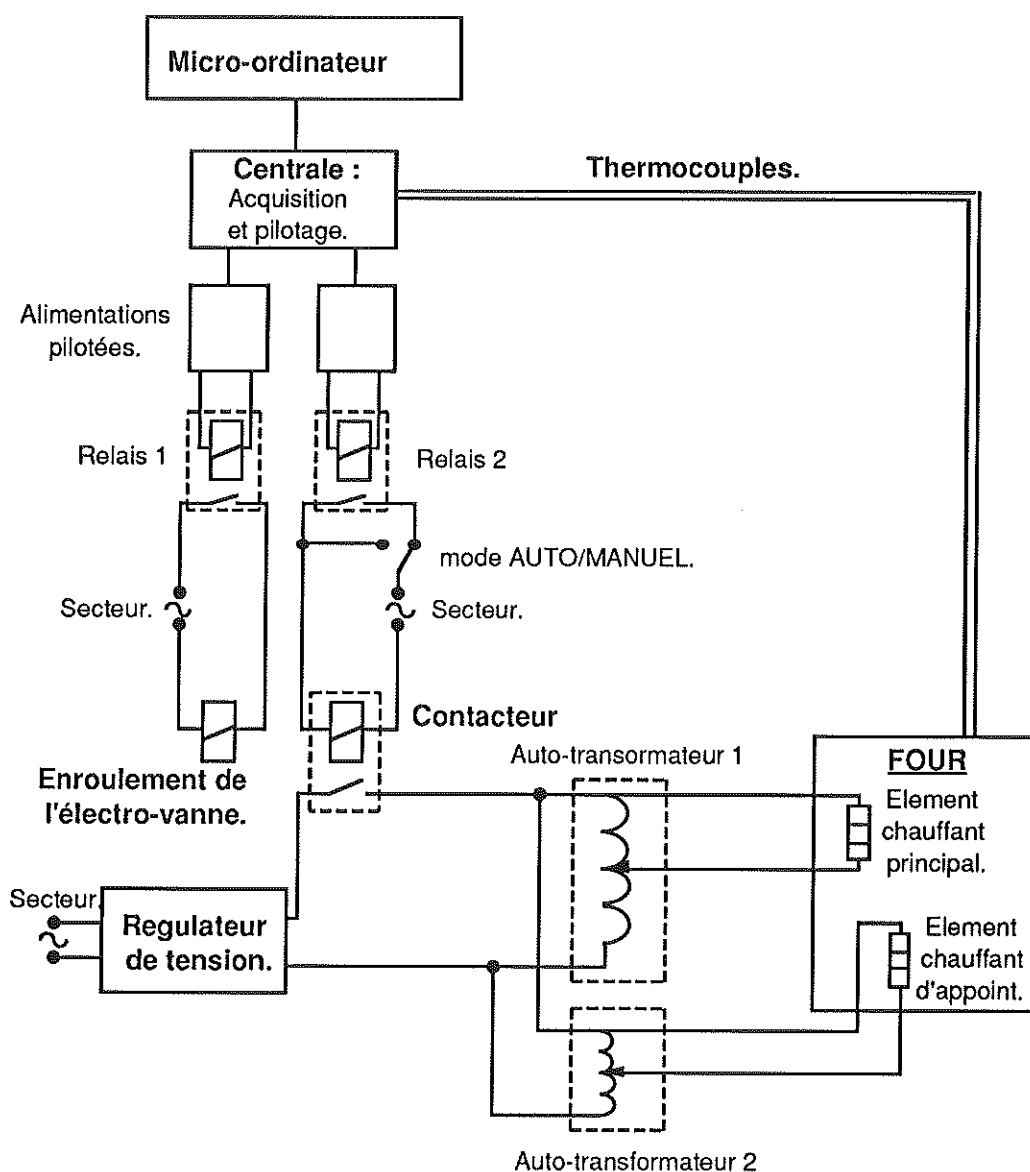 Micro-ordinateur
Centrale :
Acquisition
et pilotage.
Thermocouples.
Alimentations
pilotées.
Relais 1
Relais 2
mode AUTO/MANUEL.
Secteur.
Secteur.
Contacteur
Enroulement de
l'électro-vanne.
Auto-transormateur 1
FOUR
Element
chauffant
principal.
Secteur.
Regulateur
de tension.
Element
chauffant
d'appoint.
Auto-transformateur 2